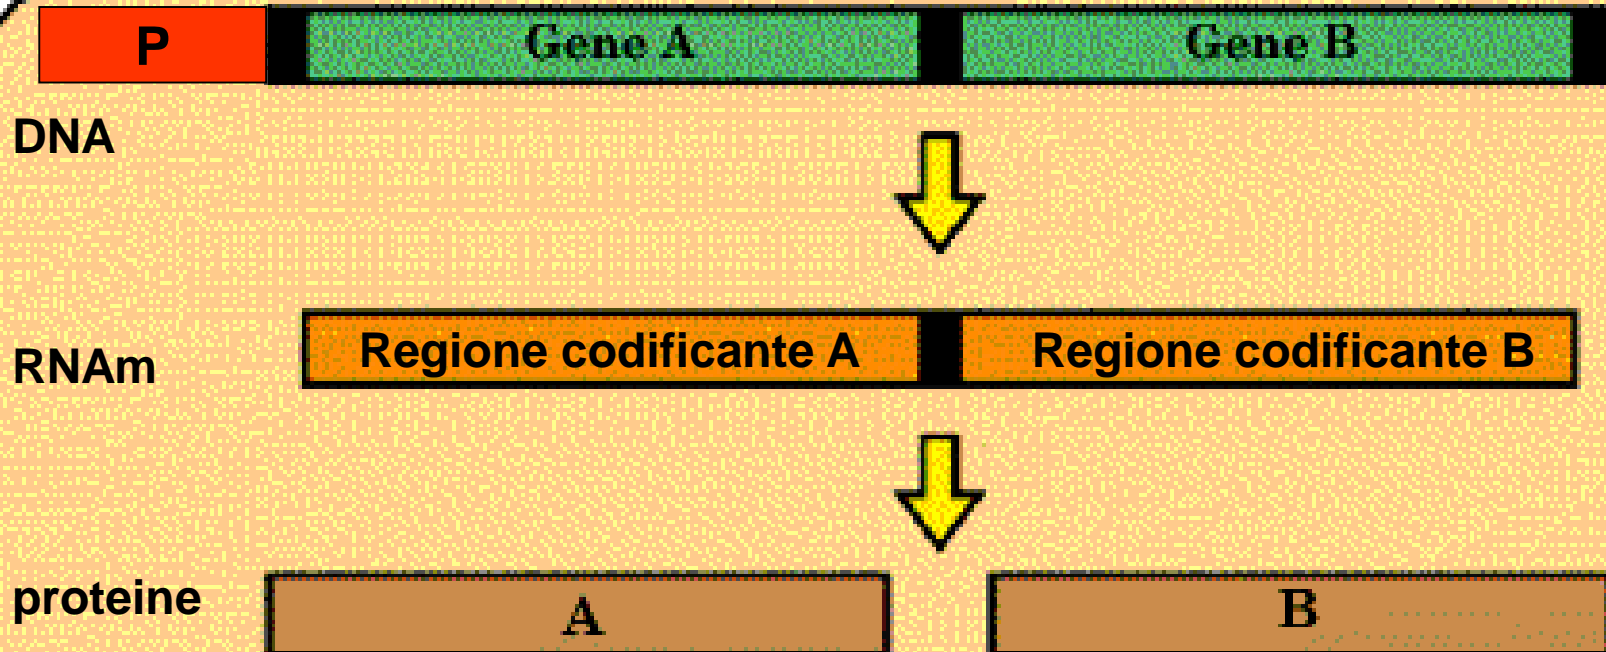 P Gene A Gene B
DNA
Regione codificante A Regione codificante B
RNAm
proteine
A B